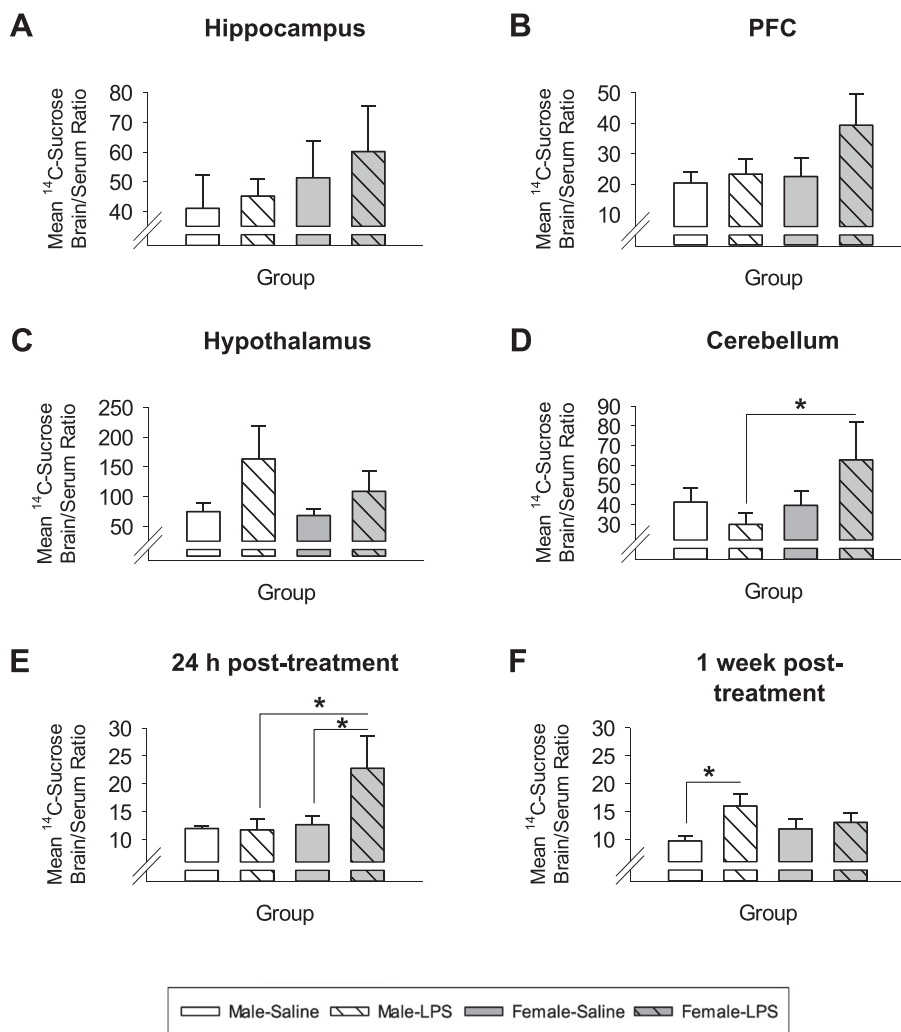 A
Hippocampus
Mean ¹⁴C-Sucrose
Brain/Serum Ratio
80
70
60
50
40
Group
B
PFC
Mean ¹⁴C-Sucrose
Brain/Serum Ratio
50
40
30
20
10
Group
C
Hypothalamus
Mean ¹⁴C-Sucrose
Brain/Serum Ratio
250
200
150
100
50
Group
D
Cerebellum
Mean ¹⁴C-Sucrose
Brain/Serum Ratio
90
80
70
60
50
40
30
*
Group
E
24 h post-treatment
Mean ¹⁴C-Sucrose
Brain/Serum Ratio
30
25
20
15
10
*
*
Group
F
1 week post-
treatment
Mean ¹⁴C-Sucrose
Brain/Serum Ratio
30
25
20
15
10
*
Group
Male-Saline Male-LPS Female-Saline Female-LPS